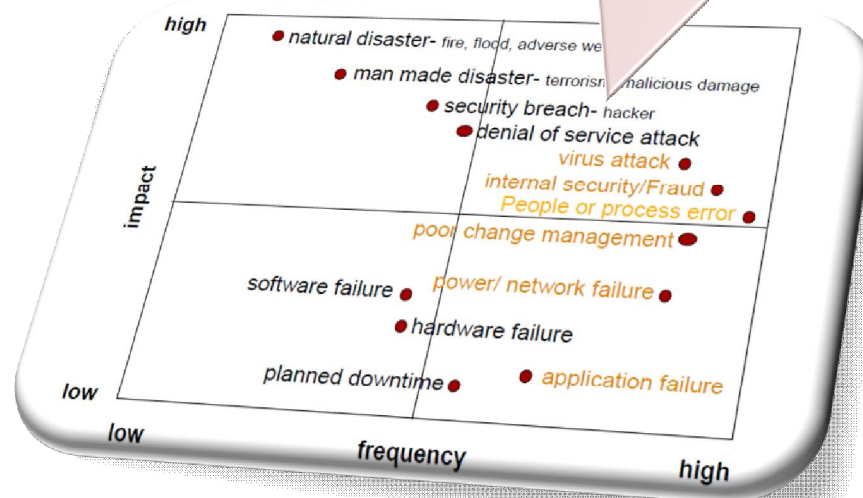 high
natural disaster- fire, flood, adverse we
man made disaster- terrorism malicious damage
security breach- hacker
denial of service attack
virus attack
internal security/Fraud
People or process error
poor change management
impact
software failure
power/ network failure
hardware failure
planned downtime
application failure
low
low
frequency
high